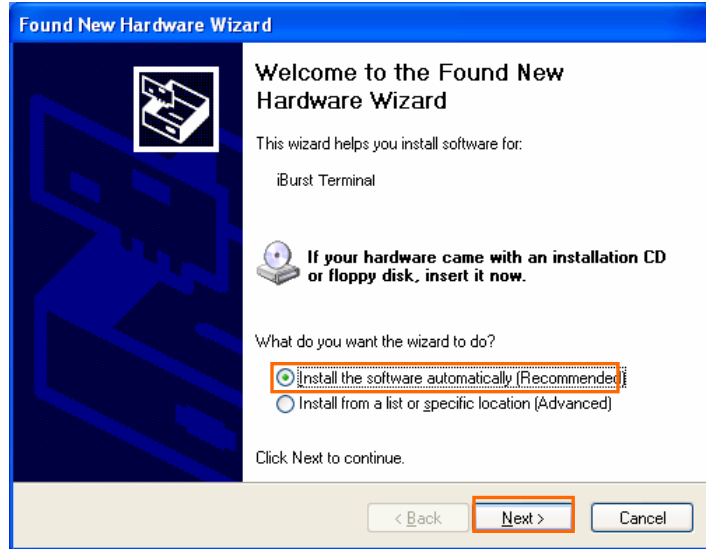 Found New Hardware Wizard
Welcome to the Found New
Hardware Wizard
This wizard helps you install software for:
iBurst Terminal
If your hardware came with an installation CD
or floppy disk, insert it now.
What do you want the wizard to do?
Install the software automatically (Recommended)
Install from a list or specific location (Advanced)
Click Next to continue.
< Back Next > Cancel